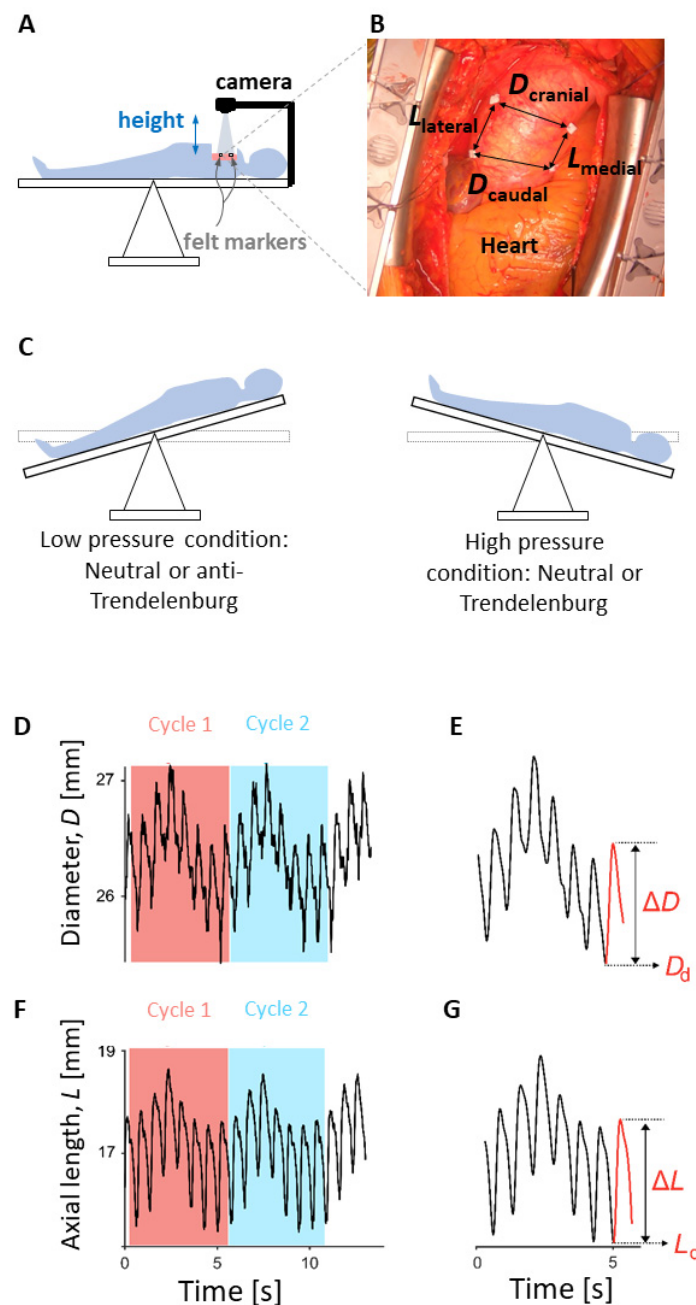 A
camera
height
felt markers
B
D cranial
L lateral
L medial
D caudal
Heart
C
Low pressure condition:
Neutral or anti-
Trendelenburg
High pressure
condition: Neutral or
Trendelenburg
D
Cycle 1
Cycle 2
Diameter, D [mm]
27
26
E
ΔD
D d
F
Cycle 1
Cycle 2
Axial length, L [mm]
19
17
0
5
10
Time [s]
G
ΔL
0
5
Time [s]